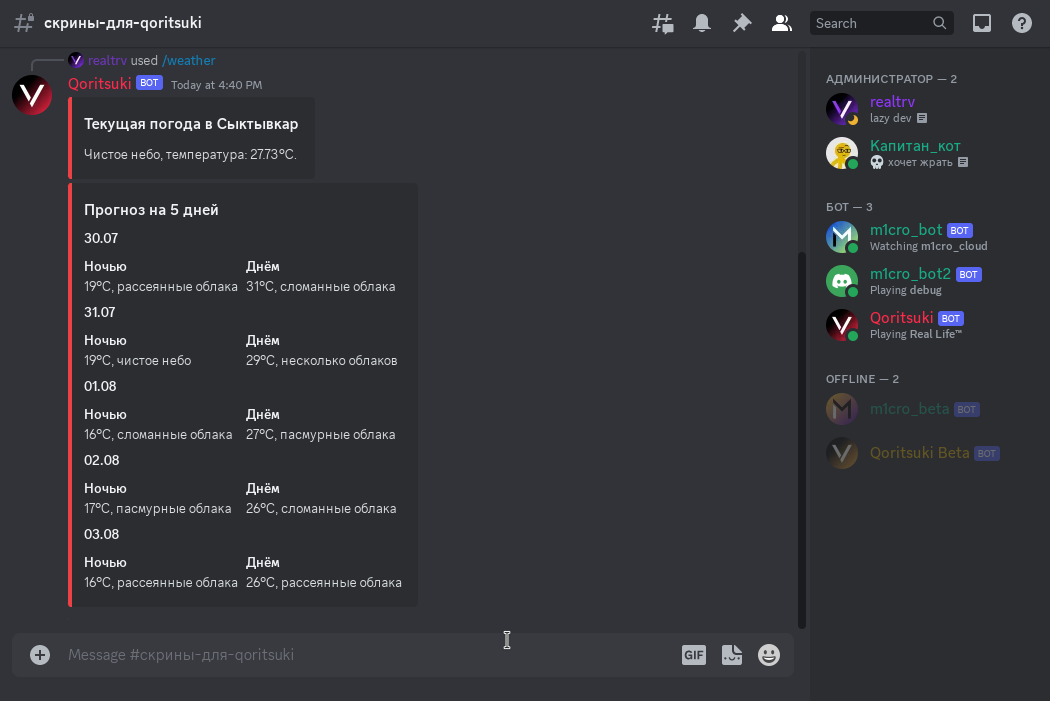 скрины-для-qoritsuki
Search
realtrv used /weather
Qoritsuki BOT Today at 4:40 PM
Текущая погода в Сыктывкар
Чистое небо, температура: 27.73°C.
Прогноз на 5 дней
30.07
Ночью Днём
19°C, рассеянные облака 31°C, сломанные облака
31.07
Ночью Днём
19°C, чистое небо 29°C, несколько облаков
01.08
Ночью Днём
16°C, сломанные облака 27°C, пасмурные облака
02.08
Ночью Днём
17°C, пасмурные облака 26°C, сломанные облака
03.08
Ночью Днём
16°C, рассеянные облака 26°C, рассеянные облака
Message #скрины-для-qoritsuki
GIF
АДМИНИСТРАТОР — 2
realtrv
lazy dev
Капитан_кот
хочет жрать
БОТ — 3
m1cro_bot BOT
Watching m1cro_cloud
m1cro_bot2 BOT
Playing debug
Qoritsuki BOT
Playing Real Life™
OFFLINE — 2
m1cro_beta BOT
Qoritsuki Beta BOT